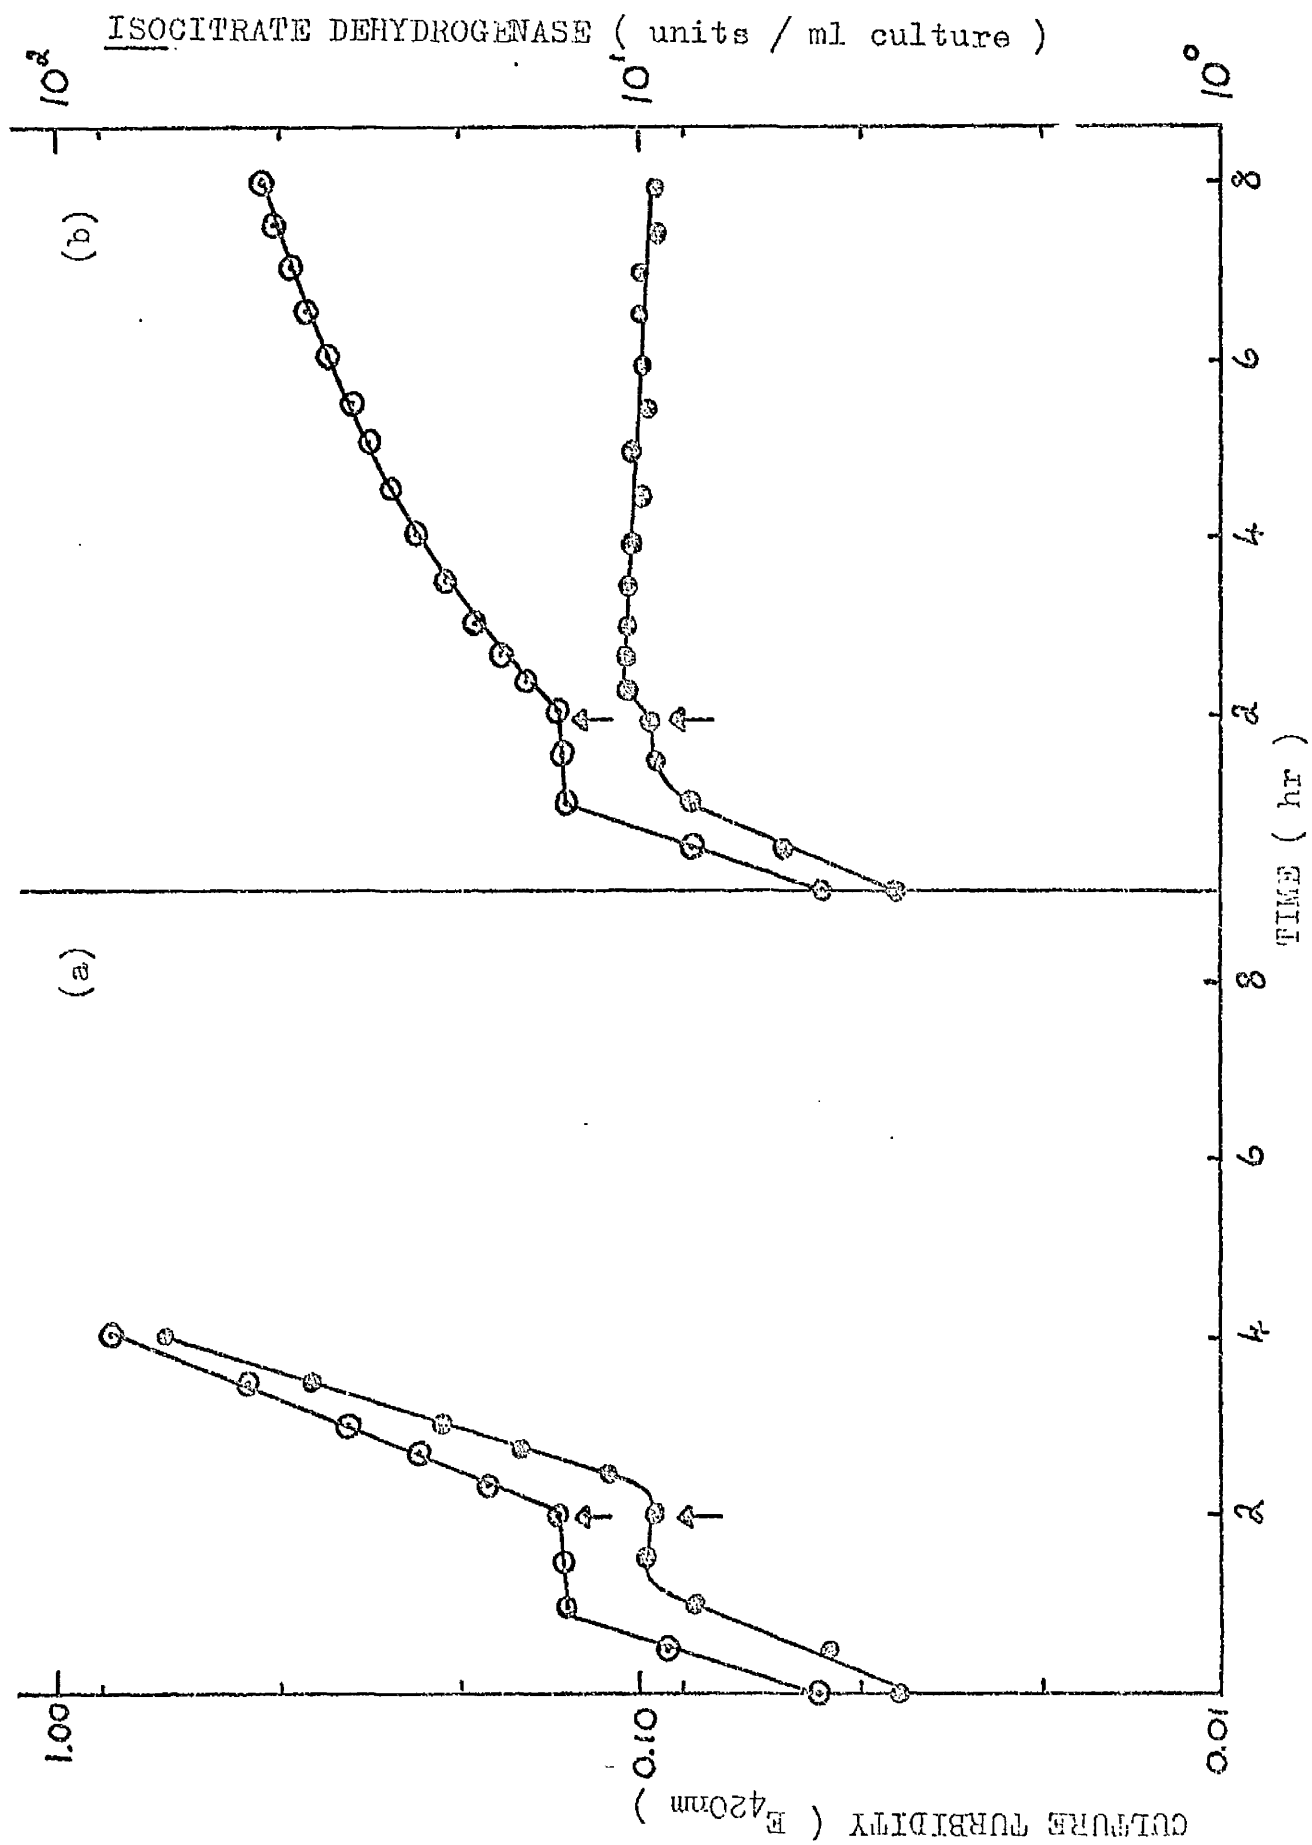 ISOCITRATE DEHYDROGENASE ( units / ml culture )
10²
10¹
10⁰
(b)
8
6
4
2
(a)
8
6
4
2
TIME ( hr )
1.00
0.10
0.01
CULTURE TURBIDITY ( E420nm )